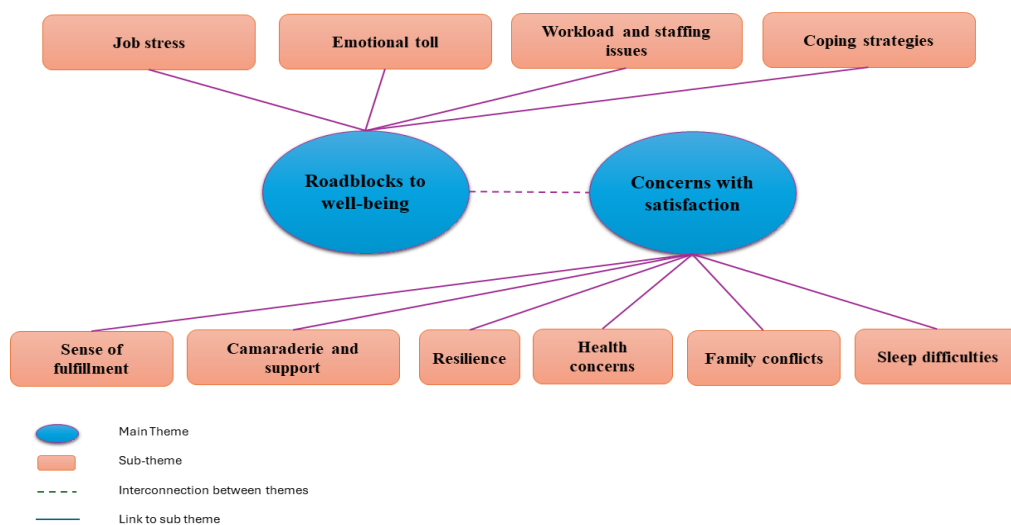 Job stress
Emotional toll
Workload and staffing
issues
Coping strategies
Roadblocks to
well-being
Concerns with
satisfaction
Sense of
fulfillment
Camaraderie and
support
Resilience
Health
concerns
Family conflicts
Sleep difficulties
Main Theme
Sub-theme
Interconnection between themes
Link to sub theme